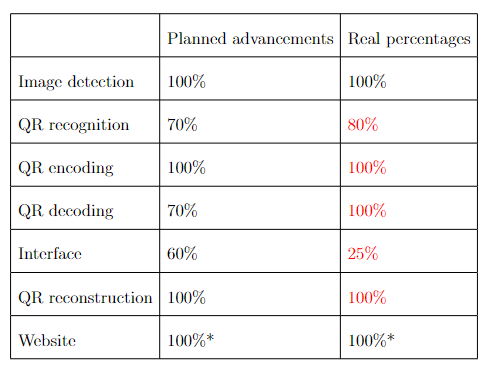 Planned advancements Real percentages
Image detection 100% 100%
QR recognition 70% 80%
QR encoding 100% 100%
QR decoding 70% 100%
Interface 60% 25%
QR reconstruction 100% 100%
Website 100%* 100%*